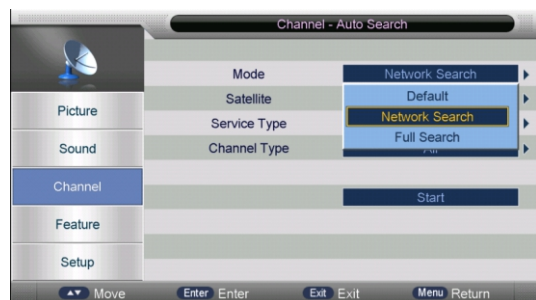 Channel - Auto Search
Mode Network Search
Satellite Default
Service Type Network Search
Full Search
Channel Type
Start
Picture
Sound
Channel
Feature
Setup
Move Enter Enter Exit Exit Menu Return